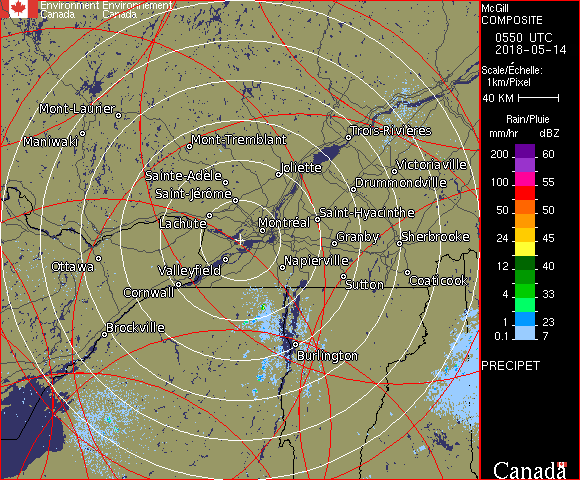 Environment Environnement
Canada Canada
McGill
COMPOSITE
0550 UTC
2018-05-14
Scale/Échelle:
1km/Pixel
40 KM
Rain/Pluie
mm/hr dBZ
200 60
150 57
100 55
50 50
24 45
12 40
4 33
1 23
0.1 7
PRECIPET
Canada
Mont-Laurier
Maniwaki
Mont-Tremblant
Trois-Rivières
Joliette
Victoriaville
Sainte-Adèle
Drummondville
Saint-Jérôme
Lachute
Saint-Hyacinthe
Montréal
Granby
Sherbrooke
Ottawa
Valleyfield
Napierville
Cornwall
Sutton
Coaticook
Brockville
Burlington